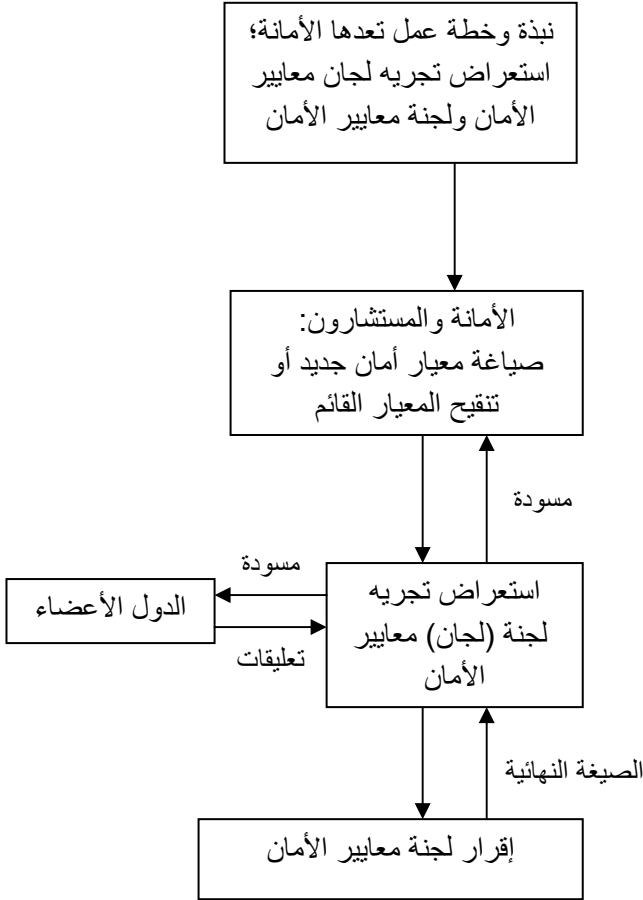 نبذة وخطة عمل تعدها الأمانة؛
استعراض تجريه لجان معايير
الأمان ولجنة معايير الأمان
الأمانة والمستشارون:
صياغة معيار أمان جديد أو
تنقيح المعيار القائم
مسودة
استعراض تجريه
لجنة (لجان) معايير
الأمان
مسودة
الدول الأعضاء
تعليقات
الصيغة النهائية
إقرار لجنة معايير الأمان